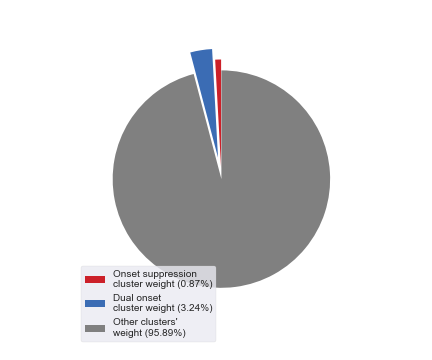 Onset suppression
cluster weight (0.87%)
Dual onset
cluster weight (3.24%)
Other clusters'
weight (95.89%)